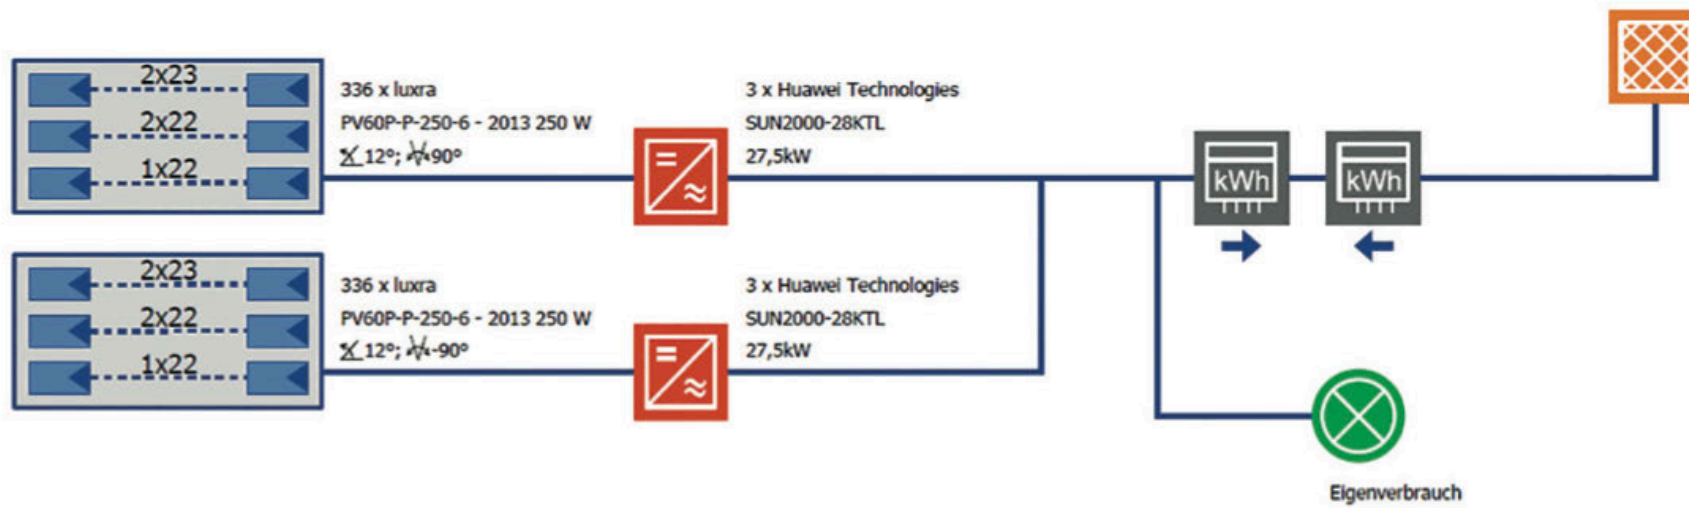 2x23
2x22
1x22
336 x luxra
PV60P-P-250-6 - 2013 250 W
12°; 90°
3 x Huawei Technologies
SUN2000-28KTL
27,5kW
kWh
kWh
2x23
2x22
1x22
336 x luxra
PV60P-P-250-6 - 2013 250 W
12°; -90°
3 x Huawei Technologies
SUN2000-28KTL
27,5kW
Eigenverbrauch